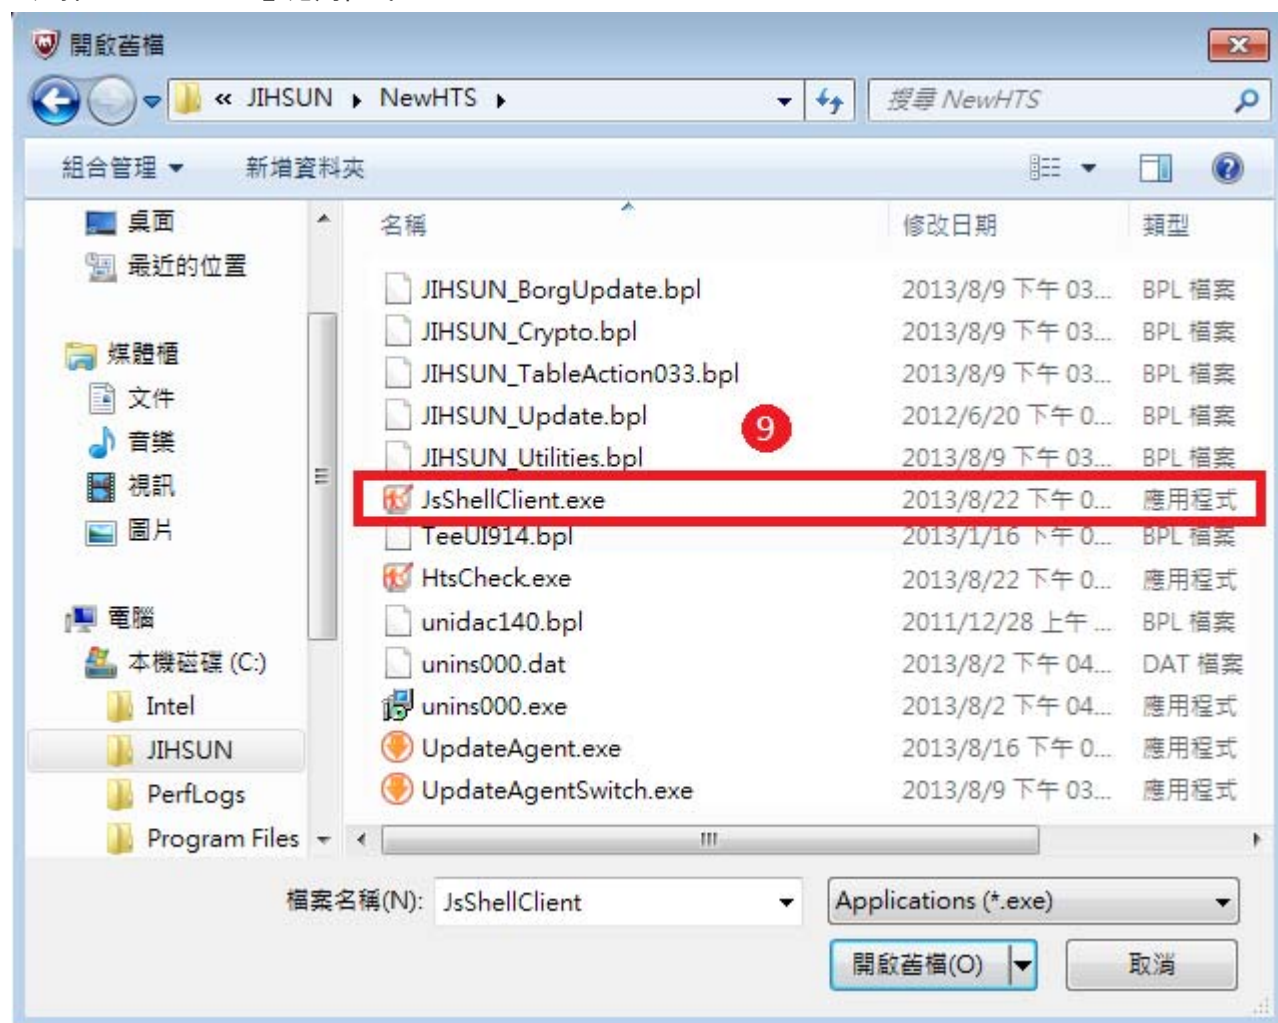 開啟舊檔
« JIHSUN ▸ NewHTS ▸
搜尋 NewHTS
組合管理 新增資料夾
桌面
最近的位置
媒體櫃
文件
音樂
視訊
圖片
電腦
本機磁碟 (C:)
Intel
JIHSUN
PerfLogs
Program Files
名稱 修改日期 類型
JIHSUN_BorgUpdate.bpl 2013/8/9 下午 03... BPL 檔案
JIHSUN_Crypto.bpl 2013/8/9 下午 03... BPL 檔案
JIHSUN_TableAction033.bpl 2013/8/9 下午 03... BPL 檔案
JIHSUN_Update.bpl 2012/6/20 下午 0... BPL 檔案
9
JIHSUN_Utilities.bpl 2013/8/9 下午 03... BPL 檔案
JsShellClient.exe 2013/8/22 下午 0... 應用程式
TeeUI914.bpl 2013/1/16 下午 0... BPL 檔案
HtsCheck.exe 2013/8/22 下午 0... 應用程式
unidac140.bpl 2011/12/28 上午 ... BPL 檔案
unins000.dat 2013/8/2 下午 04... DAT 檔案
unins000.exe 2013/8/2 下午 04... 應用程式
UpdateAgent.exe 2013/8/16 下午 0... 應用程式
UpdateAgentSwitch.exe 2013/8/9 下午 03... 應用程式
檔案名稱(N): JsShellClient Applications (*.exe)
開啟舊檔(O) 取消